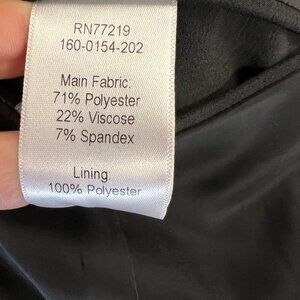 RN77219
160-0154-202
Main Fabric:
71% Polyester
22% Viscose
7% Spandex
Lining:
100% Polyester